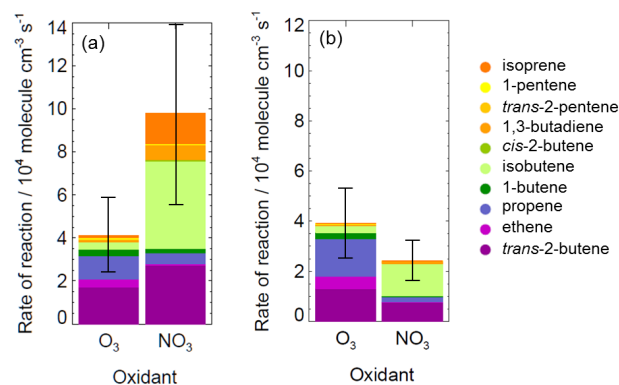 (a)
Rate of reaction / 10⁴ molecule cm⁻³ s⁻¹
14
12
10
8
6
4
2
0
O₃ NO₃
Oxidant
(b)
Rate of reaction / 10⁴ molecule cm⁻³ s⁻¹
12
10
8
6
4
2
0
O₃ NO₃
Oxidant
isoprene
1-pentene
trans-2-pentene
1,3-butadiene
cis-2-butene
isobutene
1-butene
propene
ethene
trans-2-butene